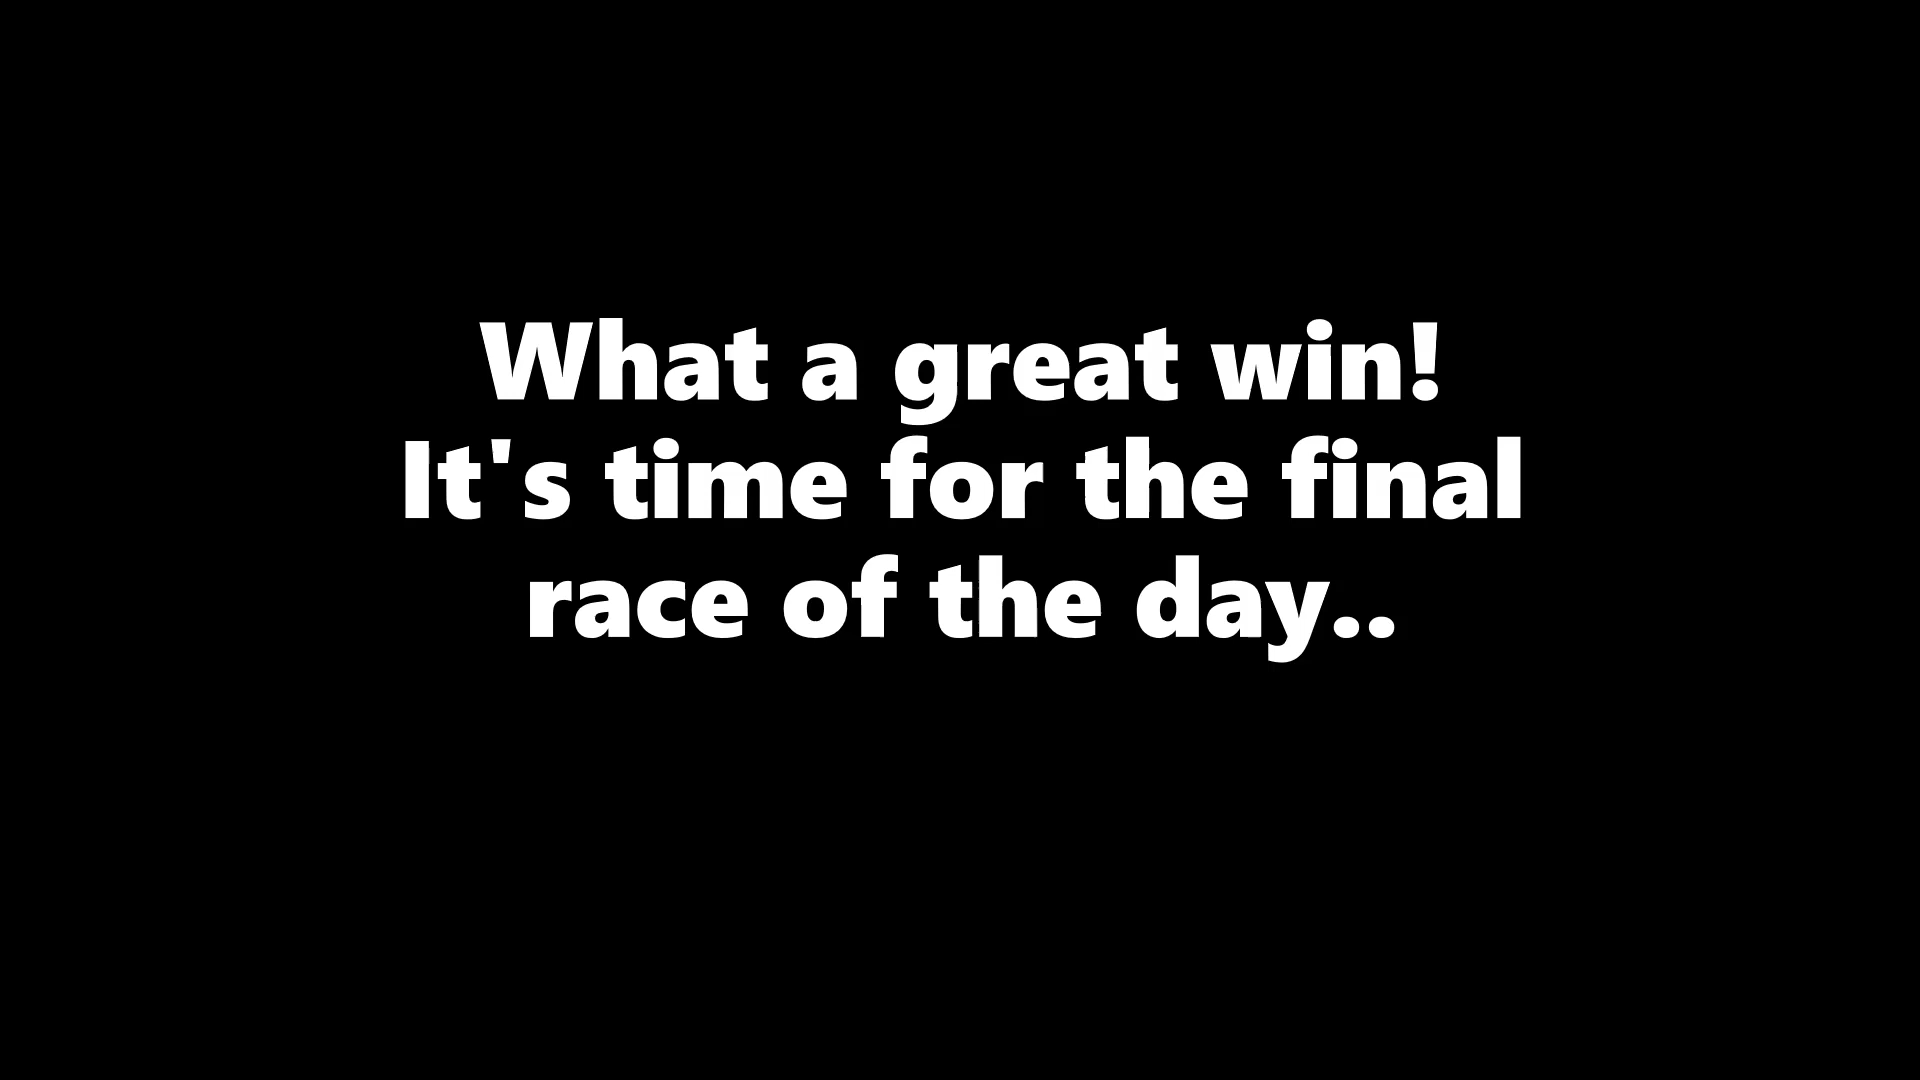 What a great win!
It's time for the final
race of the day..